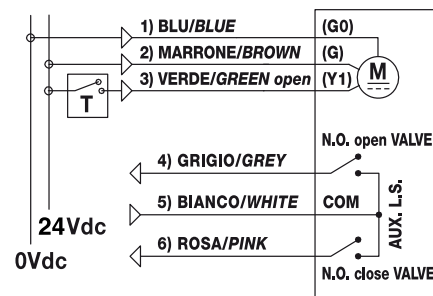 1) BLU/BLUE (G0)
2) MARRONE/BROWN (G)
3) VERDE/GREEN open (Y1)
M
T
N.O. open VALVE
4) GRIGIO/GREY
5) BIANCO/WHITE COM
AUX. L.S.
6) ROSA/PINK
24Vdc
0Vdc
N.O. close VALVE